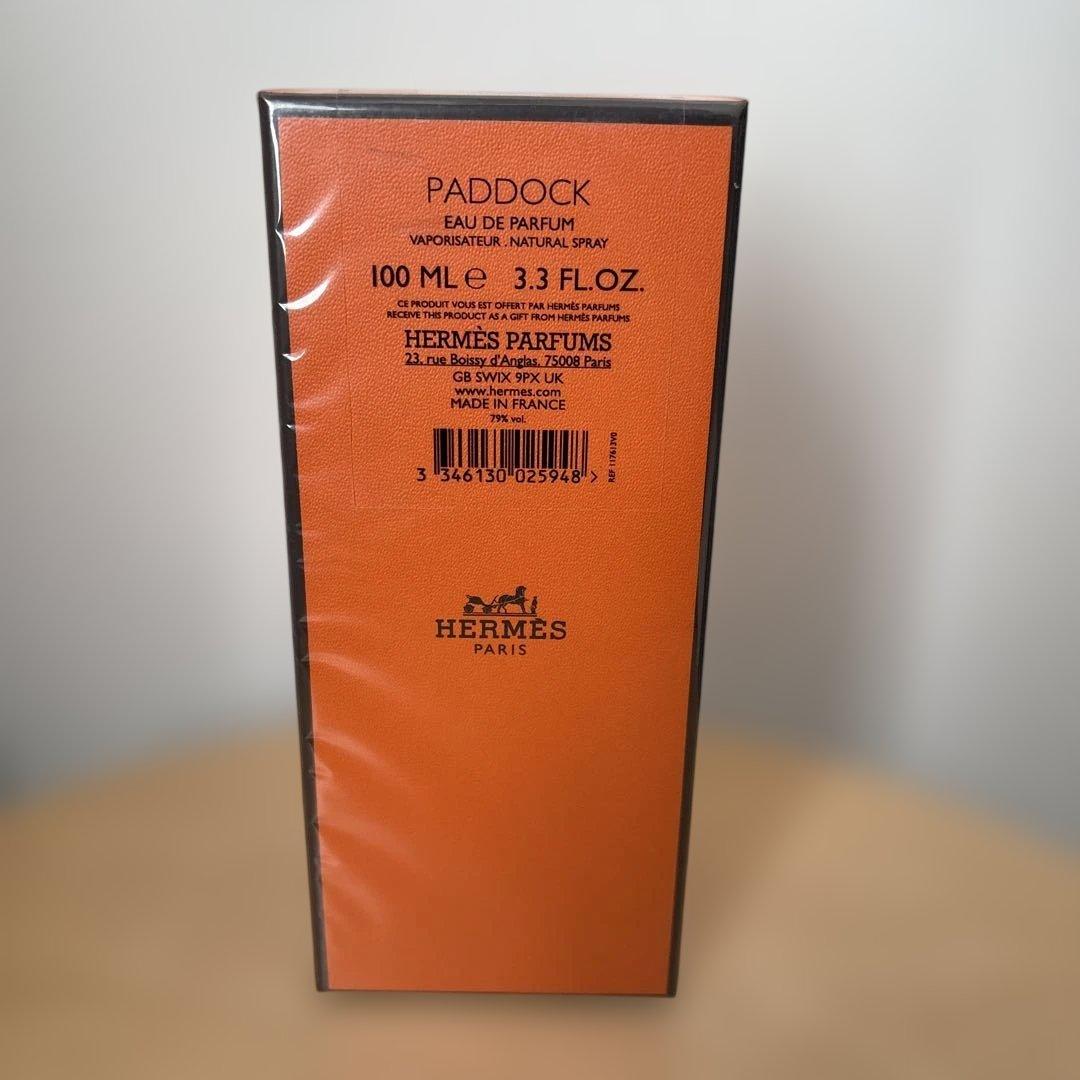 PADDOCK
EAU DE PARFUM
VAPORISATEUR . NATURAL SPRAY
100 ML ℮ 3.3 FL.OZ.
CE PRODUIT VOUS EST OFFERT PAR HERMÈS PARFUMS
RECEIVE THIS PRODUCT AS A GIFT FROM HERMÈS PARFUMS
HERMÈS PARFUMS
23, rue Boissy d'Anglas, 75008 Paris
GB SWIX 9PX UK
www.hermes.com
MADE IN FRANCE
79% vol.
3 346130 025948 >
REF 117613V0
HERMÈS
PARIS